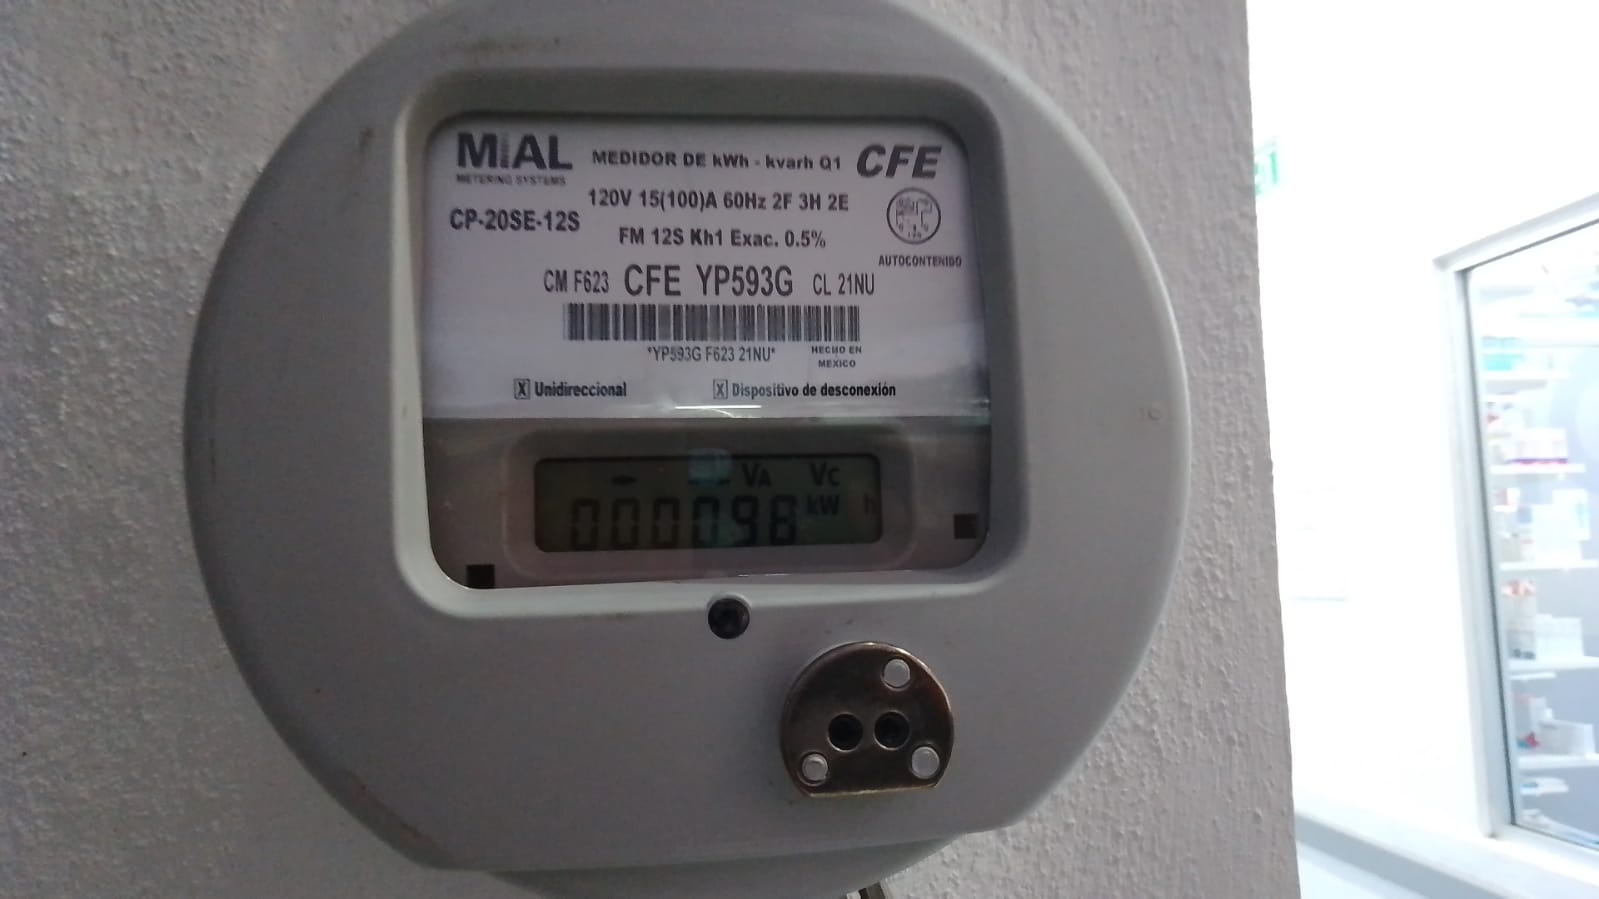 MIAL
METERING SYSTEMS
MEDIDOR DE kWh - kvarh Q1
CFE
120V 15(100)A 60Hz 2F 3H 2E
CP-20SE-12S
FM 12S Kh1 Exac. 0.5%
AUTOCONTENIDO
CM F623 CFE YP593G CL 21NU
*YP593G F623 21NU*
HECHO EN
MEXICO
X Unidireccional
X Dispositivo de desconexión
VA VC
000098 kW h